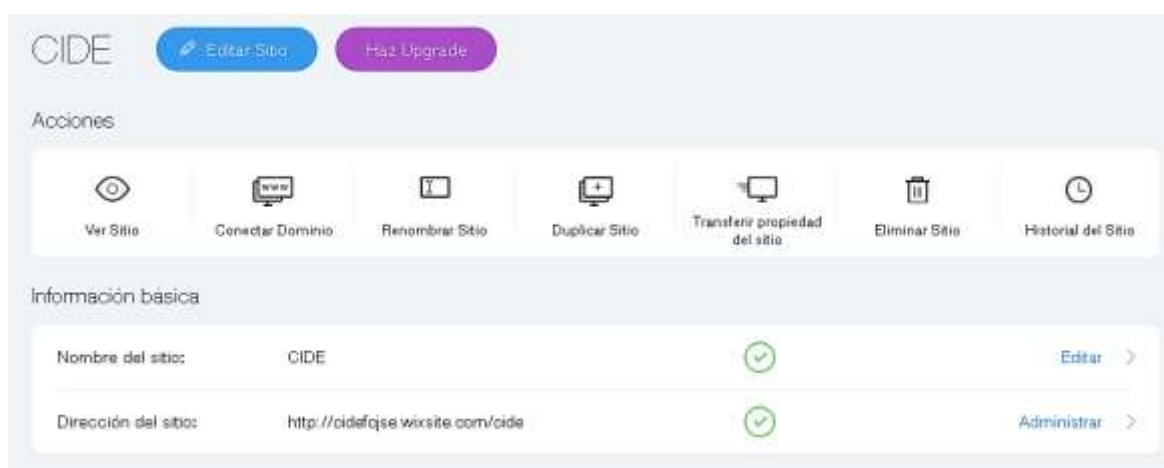 CIDE
Editar Sitio
Haz Upgrade
Acciones
www
Ver Sitio
Conectar Dominio
Renombrar Sitio
Duplicar Sitio
Transferir propiedad
del sitio
Eliminar Sitio
Historial del Sitio
Información básica
Nombre del sitio: CIDE Editar
Dirección del sitio: http://cidefqjse.wixsite.com/cide Administrar